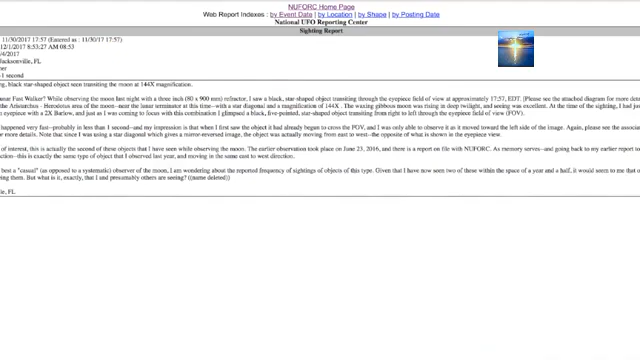 NUFORC Home Page
Web Report Indexes : by Event Date | by Location | by Shape | by Posting Date
National UFO Reporting Center
Sighting Report
11/30/2017 17:57 (Entered as : 11/30/17 17:57)
12/1/2017 8:53:27 AM 08:53
/4/2017
Jacksonville, FL
er
~1 second
ng, black star-shaped object seen transiting the moon at 144X magnification.
unar Fast Walker? While observing the moon last night with a three inch (80 x 900 mm) refractor, I saw a black, star-shaped object transiting through the eyepiece field of view at approximately 17:57, EDT. [Please see the attached diagram for more deta
the Aristarchus - Herodotus area of the moon--near the lunar terminator at this time--with a star diagonal and a magnification of 144X . The waxing gibbous moon was rising in deep twilight, and seeing was excellent. At the time of the sighting, I had jus
eyepiece with a 2X Barlow, and just as I was coming to focus with this combination I glimpsed a black, five-pointed, star-shaped object transiting from right to left through the eyepiece field of view (FOV).
happened very fast--probably in less than 1 second--and my impression is that when I first saw the object it had already begun to cross the FOV, and I was only able to observe it as it moved toward the left side of the image. Again, please see the associa
or more details. Note that since I was using a star diagonal which gives a mirror-reversed image, the object was actually moving from east to west--the opposite of what is shown in the eyepiece view.
of interest, this is actually the second of these objects that I have seen while observing the moon. The earlier observation took place on June 23, 2016, and there is a report on file with NUFORC. As memory serves--and going back to my earlier report to
ction--this is exactly the same type of object that I observed last year, and moving in the same east to west direction.
best a "casual" (as opposed to a systematic) observer of the moon, I am wondering about the reported frequency of sightings of objects of this type. Given that I have now seen two of these within the space of a year and a half, it would seem to me that o
eing them. But what is it, exactly, that I and presumably others are seeing? ((name deleted))
lle, FL